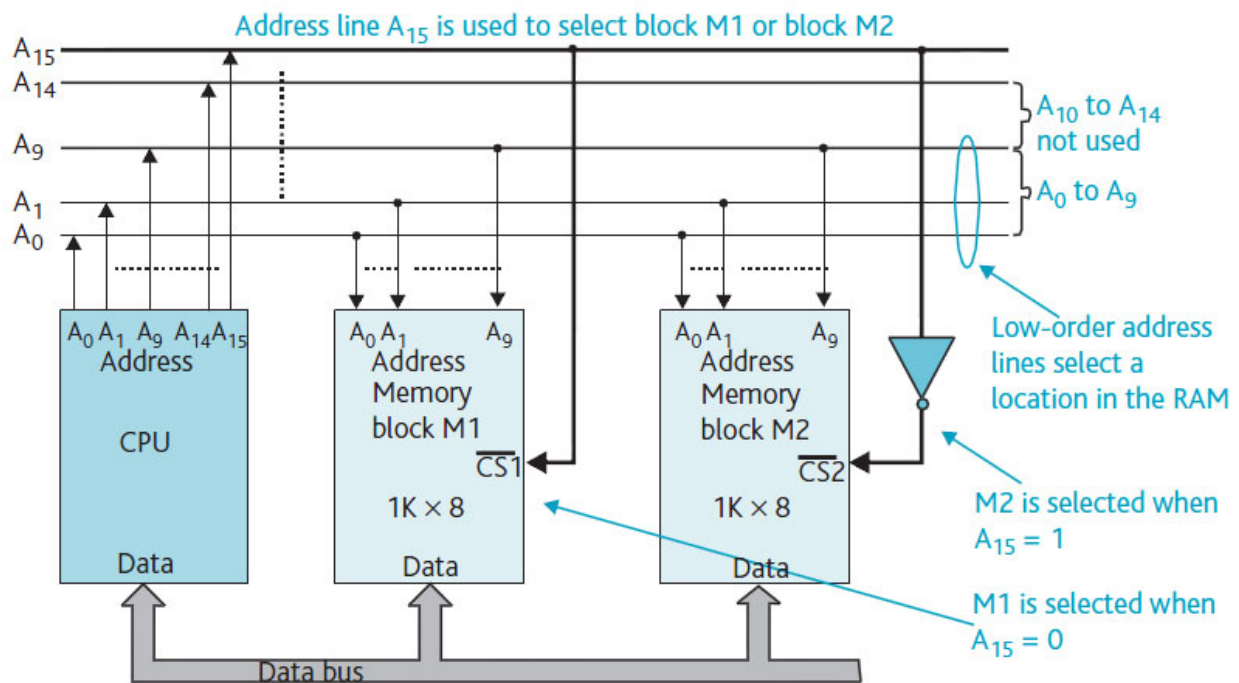 Address line A₁₅ is used to select block M1 or block M2
A₁₅
A₁₄
A₉
A₁
A₀
A₁₀ to A₁₄
not used
A₀ to A₉
Low-order address
lines select a
location in the RAM
A₀ A₁ A₉ A₁₄ A₁₅
Address
CPU
Data
A₀ A₁ A₉
Address
Memory
block M1
C̅S̅1̅
1K × 8
Data
A₀ A₁ A₉
Address
Memory
block M2
C̅S̅2̅
1K × 8
Data
M2 is selected when
A₁₅ = 1
M1 is selected when
A₁₅ = 0
Data bus